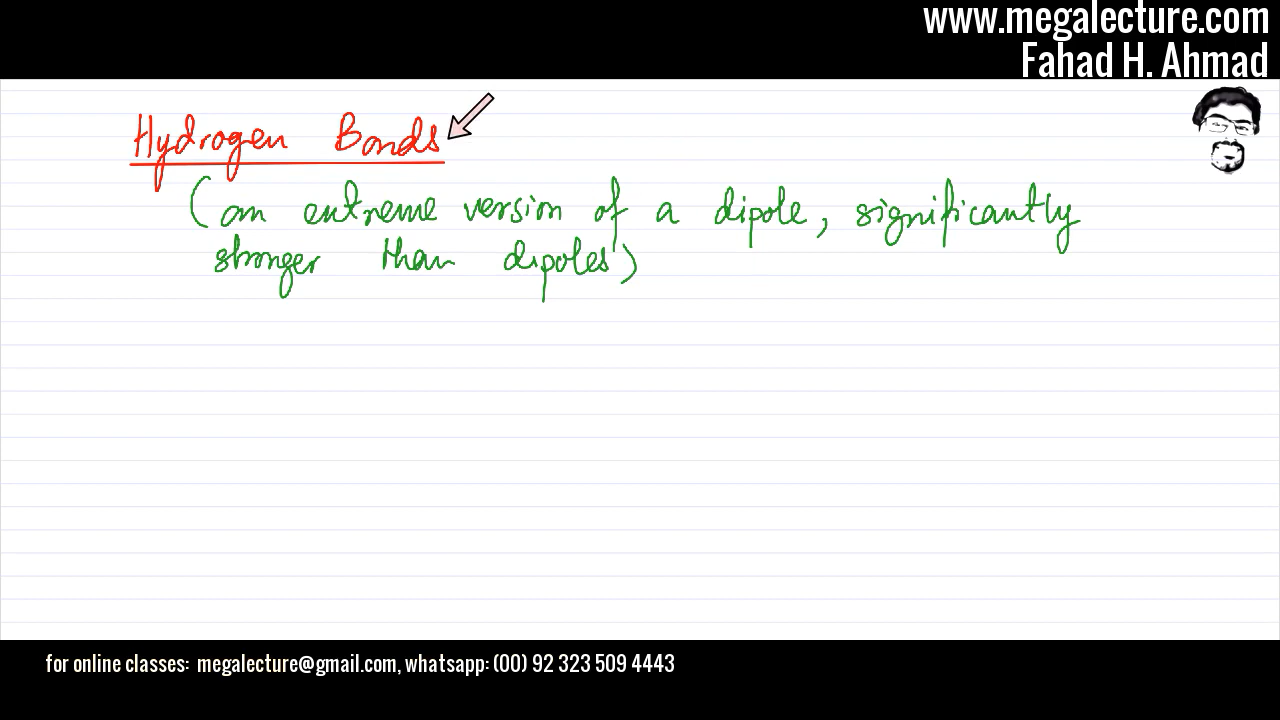 www.megalecture.com
Fahad H. Ahmad
Hydrogen Bonds
(an extreme version of a dipole, significantly
stronger than dipoles)
for online classes: megalecture@gmail.com, whatsapp: (00) 92 323 509 4443